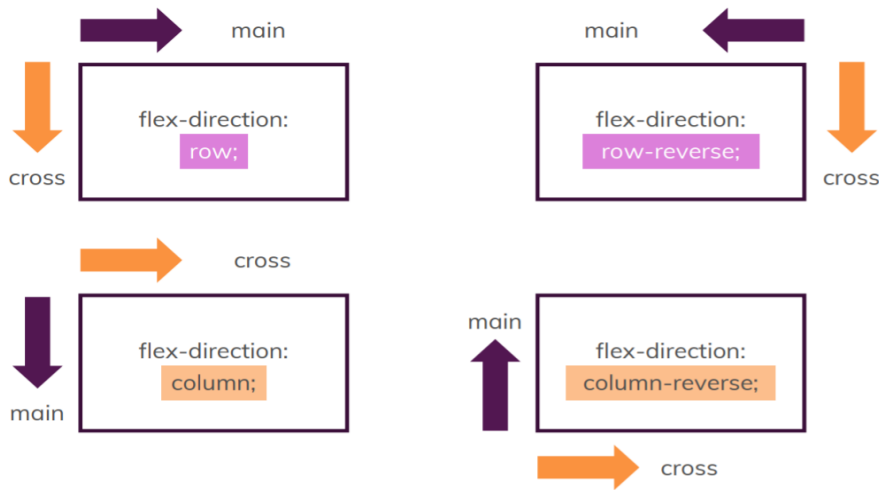 main
flex-direction:
row;
cross
main
flex-direction:
row-reverse;
cross
cross
flex-direction:
column;
main
main
flex-direction:
column-reverse;
cross